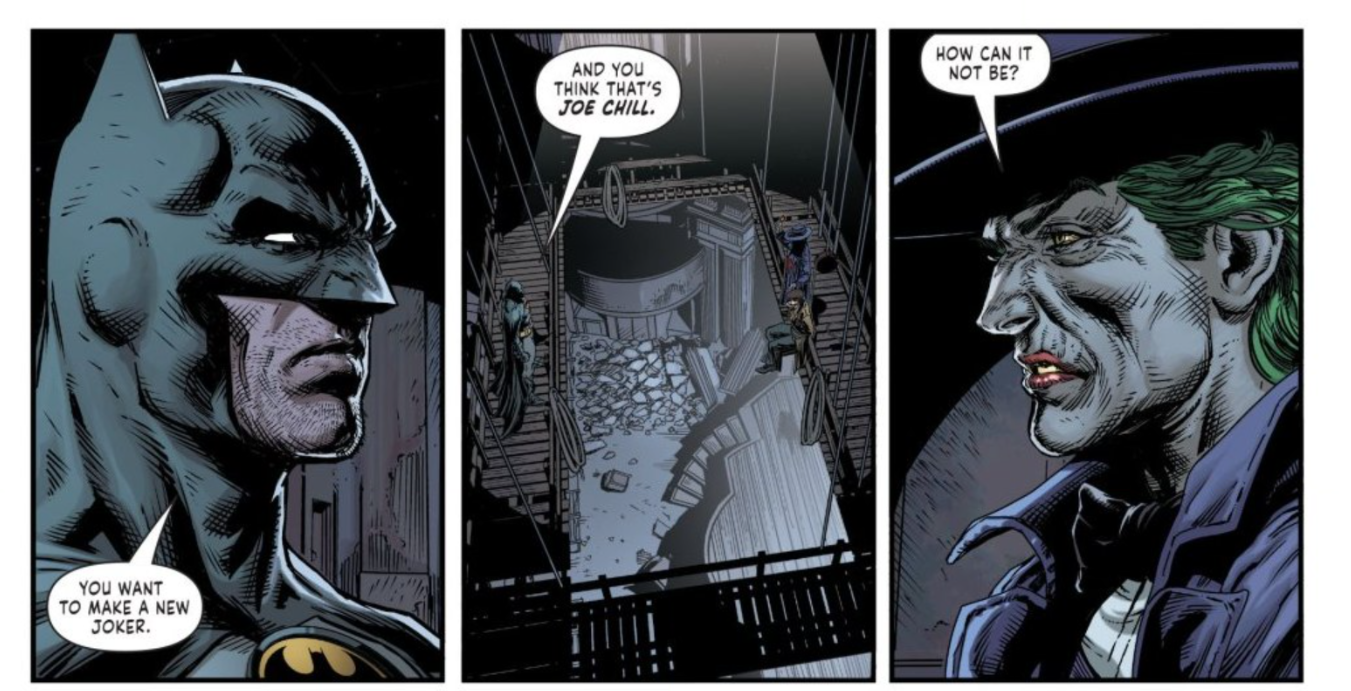 YOU WANT
TO MAKE A NEW
JOKER.
AND YOU
THINK THAT'S
JOE CHILL.
HOW CAN IT
NOT BE?